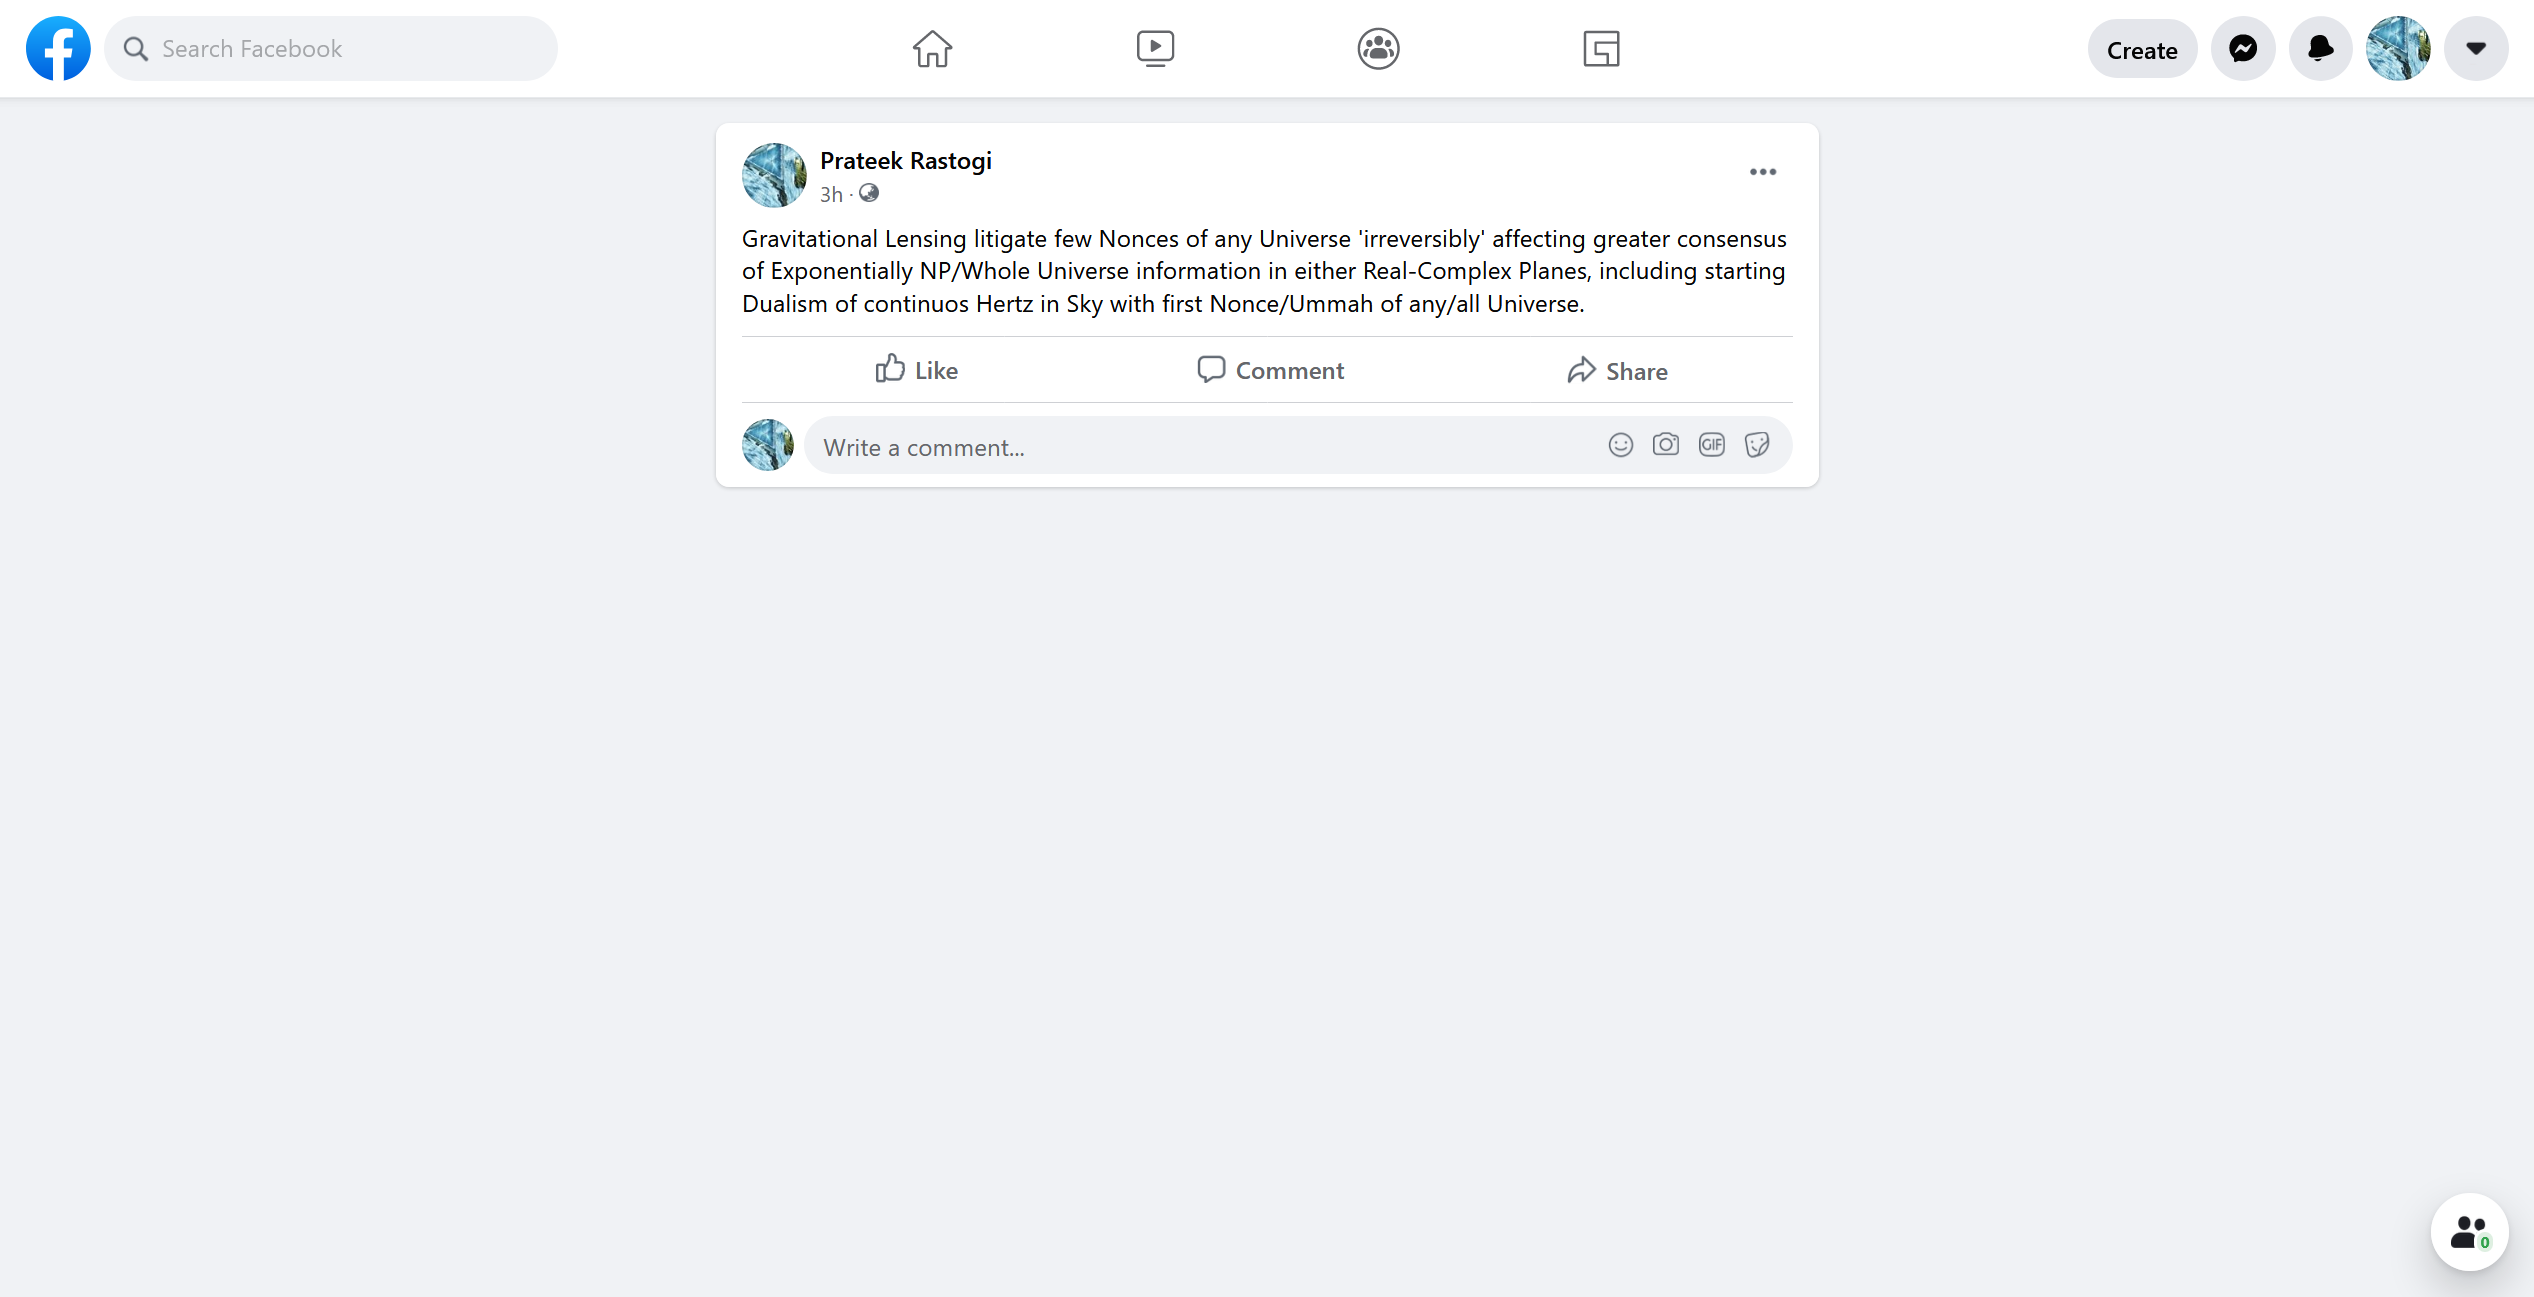 Search Facebook
Create
Prateek Rastogi
3h ·
Gravitational Lensing litigate few Nonces of any Universe 'irreversibly' affecting greater consensus
of Exponentially NP/Whole Universe information in either Real-Complex Planes, including starting
Dualism of continuos Hertz in Sky with first Nonce/Ummah of any/all Universe.
Like
Comment
Share
Write a comment...
GIF
0